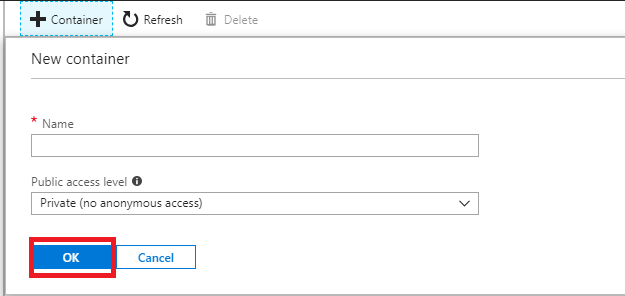 Container Refresh Delete
New container
* Name
Public access level
Private (no anonymous access)
OK Cancel